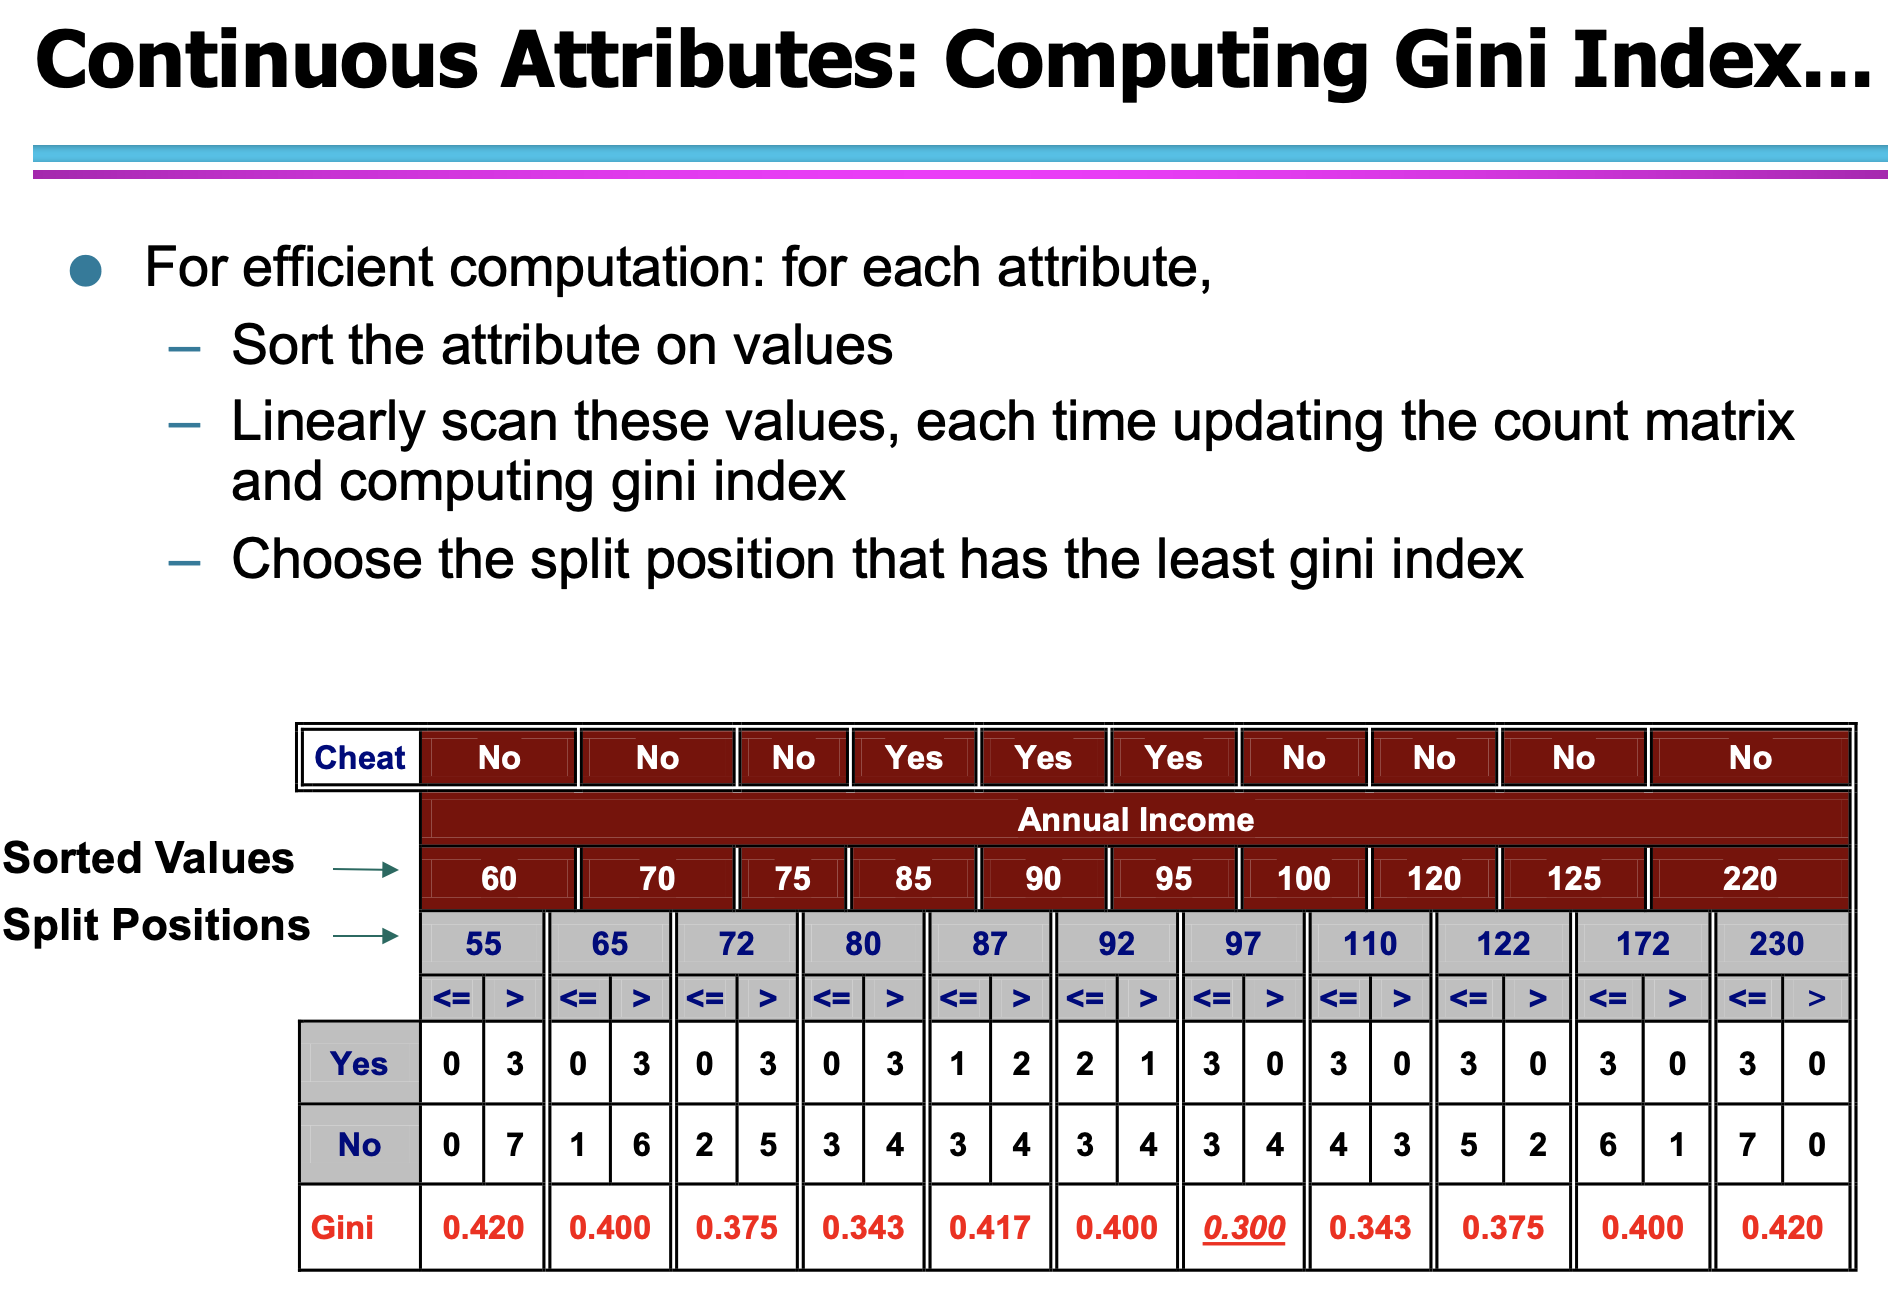 Continuous Attributes: Computing Gini Index...
● For efficient computation: for each attribute,
– Sort the attribute on values
– Linearly scan these values, each time updating the count matrix
and computing gini index
– Choose the split position that has the least gini index
Cheat No No No Yes Yes Yes No No No No
Annual Income
Sorted Values 60 70 75 85 90 95 100 120 125 220
Split Positions 55 65 72 80 87 92 97 110 122 172 230
<= > <= > <= > <= > <= > <= > <= > <= > <= > <= > <= >
Yes 0 3 0 3 0 3 0 3 1 2 2 1 3 0 3 0 3 0 3 0 3 0
No 0 7 1 6 2 5 3 4 3 4 3 4 3 4 4 3 5 2 6 1 7 0
Gini 0.420 0.400 0.375 0.343 0.417 0.400 0.300 0.343 0.375 0.400 0.420